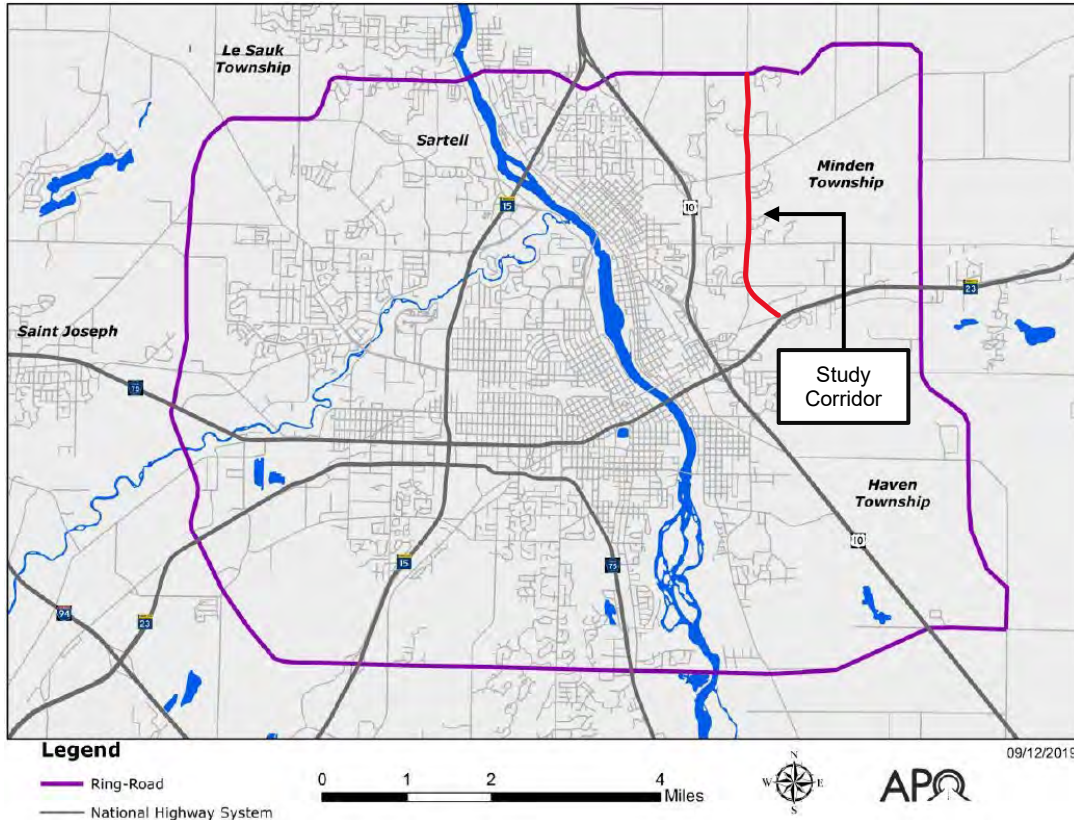 Le Sauk
Township
Sartell
Minden
Township
15
10
23
Saint Joseph
75
Study
Corridor
Haven
Township
10
15
75
94
23
Legend
Ring-Road
National Highway System
0 1 2 4
Miles
N
W E
S
APO
09/12/2019